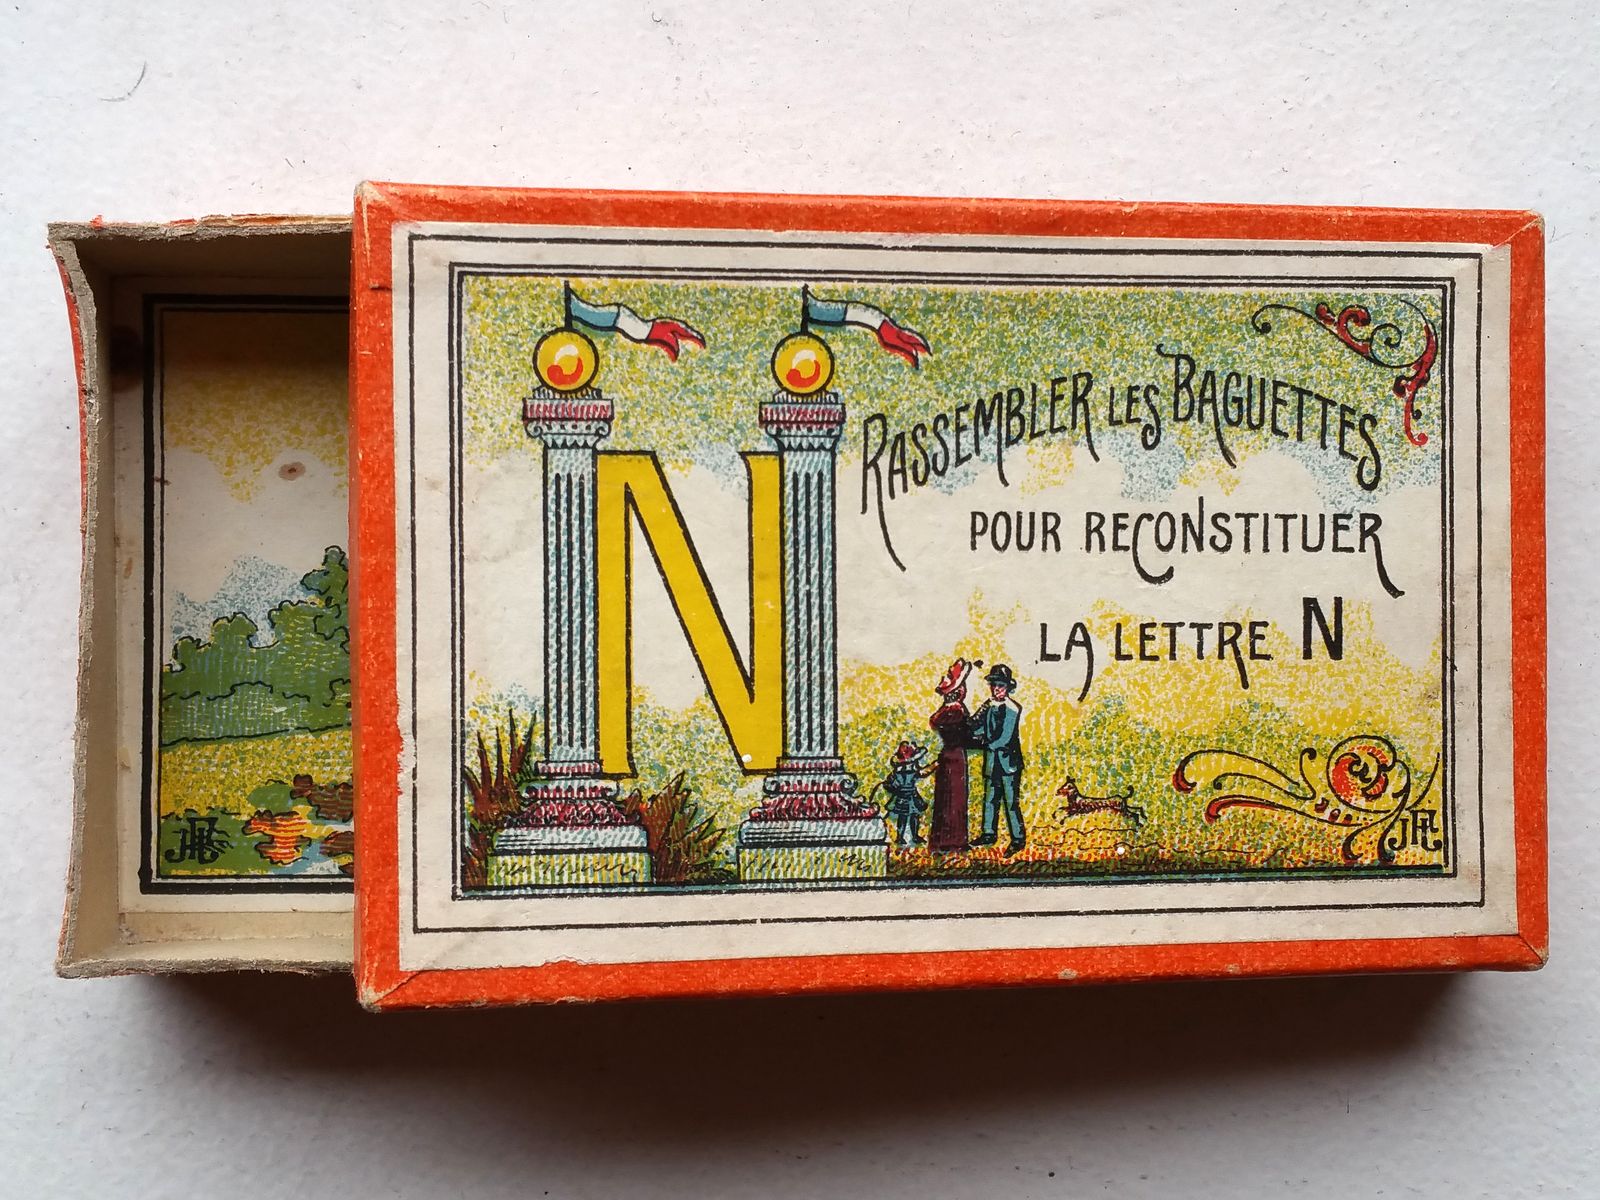 N
RASSEMBLER LES BAGUETTES
POUR RECONSTITUER
LA LETTRE N